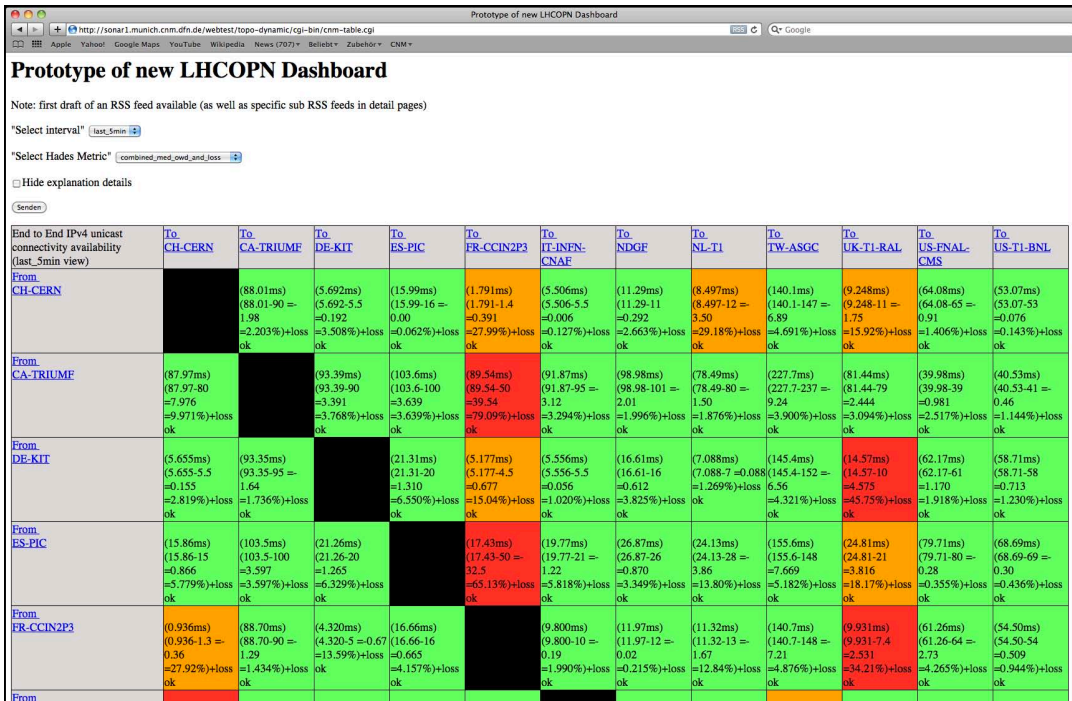 Prototype of new LHCOPN Dashboard
http://sonar1.munich.cnm.dfn.de/webtest/topo-dynamic/cgi-bin/cnm-table.cgi
RSS
Google
Apple Yahoo! Google Maps YouTube Wikipedia News (707) Beliebt Zubehör CNM
Prototype of new LHCOPN Dashboard
Note: first draft of an RSS feed available (as well as specific sub RSS feeds in detail pages)
"Select interval" last_5min
"Select Hades Metric" combined_med_owd_and_loss
Hide explanation details
Senden
End to End IPv4 unicast
connectivity availability
(last_5min view)
To
CH-CERN
To
CA-TRIUMF
To
DE-KIT
To
ES-PIC
To
FR-CCIN2P3
To
IT-INFN-
CNAF
To
NDGF
To
NL-T1
To
TW-ASGC
To
UK-T1-RAL
To
US-FNAL-
CMS
To
US-T1-BNL
From
CH-CERN
(88.01ms)
(88.01-90 =-
1.98
=2.203%)+loss
ok
(5.692ms)
(5.692-5.5
=0.192
=3.508%)+loss
ok
(15.99ms)
(15.99-16 =-
0.00
=0.062%)+loss
ok
(1.791ms)
(1.791-1.4
=0.391
=27.99%)+loss
ok
(5.506ms)
(5.506-5.5
=0.006
=0.127%)+loss
ok
(11.29ms)
(11.29-11
=0.292
=2.663%)+loss
ok
(8.497ms)
(8.497-12 =-
3.50
=29.18%)+loss
ok
(140.1ms)
(140.1-147 =-
6.89
=4.691%)+loss
ok
(9.248ms)
(9.248-11 =-
1.75
=15.92%)+loss
ok
(64.08ms)
(64.08-65 =-
0.91
=1.406%)+loss
ok
(53.07ms)
(53.07-53
=0.076
=0.143%)+loss
ok
From
CA-TRIUMF
(87.97ms)
(87.97-80
=7.976
=9.971%)+loss
ok
(93.39ms)
(93.39-90
=3.391
=3.768%)+loss
ok
(103.6ms)
(103.6-100
=3.639
=3.639%)+loss
ok
(89.54ms)
(89.54-50
=39.54
=79.09%)+loss
ok
(91.87ms)
(91.87-95 =-
3.12
=3.294%)+loss
ok
(98.98ms)
(98.98-101 =-
2.01
=1.996%)+loss
ok
(78.49ms)
(78.49-80 =-
1.50
=1.876%)+loss
ok
(227.7ms)
(227.7-237 =-
9.24
=3.900%)+loss
ok
(81.44ms)
(81.44-79
=2.444
=3.094%)+loss
ok
(39.98ms)
(39.98-39
=0.981
=2.517%)+loss
ok
(40.53ms)
(40.53-41 =-
0.46
=1.144%)+loss
ok
From
DE-KIT
(5.655ms)
(5.655-5.5
=0.155
=2.819%)+loss
ok
(93.35ms)
(93.35-95 =-
1.64
=1.736%)+loss
ok
(21.31ms)
(21.31-20
=1.310
=6.550%)+loss
ok
(5.177ms)
(5.177-4.5
=0.677
=15.04%)+loss
ok
(5.556ms)
(5.556-5.5
=0.056
=1.020%)+loss
ok
(16.61ms)
(16.61-16
=0.612
=3.825%)+loss
ok
(7.088ms)
(7.088-7 =0.088
=1.269%)+loss
ok
(145.4ms)
(145.4-152 =-
6.56
=4.321%)+loss
ok
(14.57ms)
(14.57-10
=4.575
=45.75%)+loss
ok
(62.17ms)
(62.17-61
=1.170
=1.918%)+loss
ok
(58.71ms)
(58.71-58
=0.713
=1.230%)+loss
ok
From
ES-PIC
(15.86ms)
(15.86-15
=0.866
=5.779%)+loss
ok
(103.5ms)
(103.5-100
=3.597
=3.597%)+loss
ok
(21.26ms)
(21.26-20
=1.265
=6.329%)+loss
ok
(17.43ms)
(17.43-50 =-
32.5
=65.13%)+loss
ok
(19.77ms)
(19.77-21 =-
1.22
=5.818%)+loss
ok
(26.87ms)
(26.87-26
=0.870
=3.349%)+loss
ok
(24.13ms)
(24.13-28 =-
3.86
=13.80%)+loss
ok
(155.6ms)
(155.6-148
=7.669
=5.182%)+loss
ok
(24.81ms)
(24.81-21
=3.816
=18.17%)+loss
ok
(79.71ms)
(79.71-80 =-
0.28
=0.355%)+loss
ok
(68.69ms)
(68.69-69 =-
0.30
=0.436%)+loss
ok
From
FR-CCIN2P3
(0.936ms)
(0.936-1.3 =-
0.36
=27.92%)+loss
ok
(88.70ms)
(88.70-90 =-
1.29
=1.434%)+loss
ok
(4.320ms)
(4.320-5 =-0.67
=13.59%)+loss
ok
(16.66ms)
(16.66-16
=0.665
=4.157%)+loss
ok
(9.800ms)
(9.800-10 =-
0.19
=1.990%)+loss
ok
(11.97ms)
(11.97-12 =-
0.02
=0.215%)+loss
ok
(11.32ms)
(11.32-13 =-
1.67
=12.84%)+loss
ok
(140.7ms)
(140.7-148 =-
7.21
=4.876%)+loss
ok
(9.931ms)
(9.931-7.4
=2.531
=34.21%)+loss
ok
(61.26ms)
(61.26-64 =-
2.73
=4.265%)+loss
ok
(54.50ms)
(54.50-54
=0.509
=0.944%)+loss
ok
From